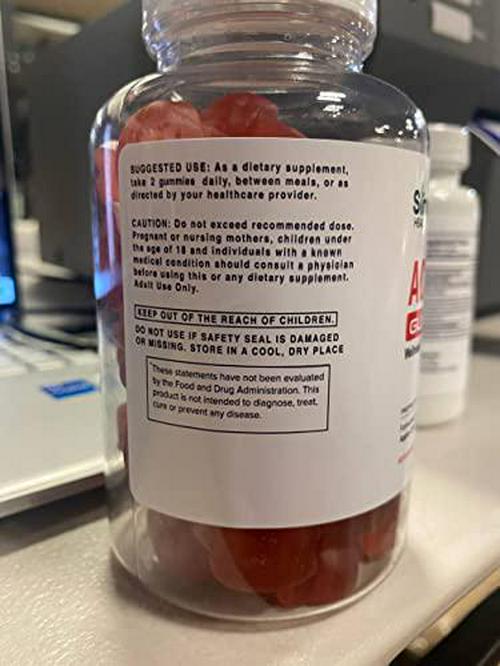 SUGGESTED USE: As a dietary supplement,
take 2 gummies daily, between meals, or as
directed by your healthcare provider.
CAUTION: Do not exceed recommended dose.
Pregnant or nursing mothers, children under
the age of 18 and individuals with a known
medical condition should consult a physician
before using this or any dietary supplement.
Adult Use Only.
KEEP OUT OF THE REACH OF CHILDREN.
DO NOT USE IF SAFETY SEAL IS DAMAGED
OR MISSING. STORE IN A COOL, DRY PLACE
*These statements have not been evaluated
by the Food and Drug Administration. This
product is not intended to diagnose, treat,
cure or prevent any disease.